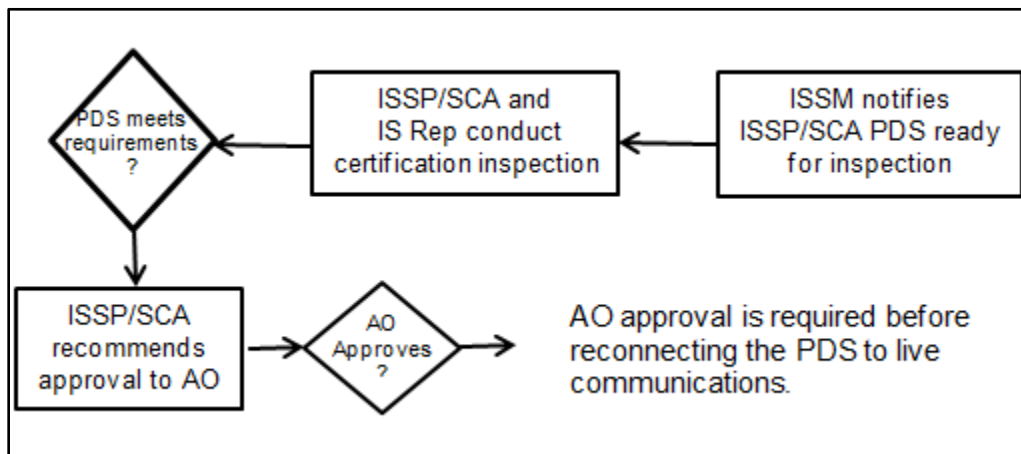 PDS meets
requirements
?
ISSP/SCA and
IS Rep conduct
certification inspection
ISSM notifies
ISSP/SCA PDS ready
for inspection
ISSP/SCA
recommends
approval to AO
AO
Approves
?
AO approval is required before
reconnecting the PDS to live
communications.